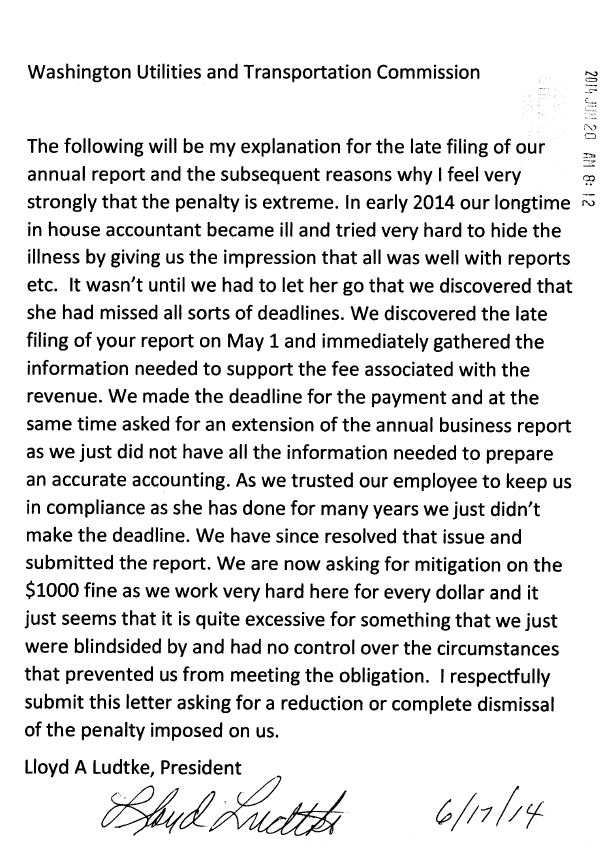 Washington Utilities and Transportation Commission
2014 JUN 20 AM 8:12
The following will be my explanation for the late filing of our
annual report and the subsequent reasons why I feel very
strongly that the penalty is extreme. In early 2014 our longtime
in house accountant became ill and tried very hard to hide the
illness by giving us the impression that all was well with reports
etc.  It wasn't until we had to let her go that we discovered that
she had missed all sorts of deadlines. We discovered the late
filing of your report on May 1 and immediately gathered the
information needed to support the fee associated with the
revenue. We made the deadline for the payment and at the
same time asked for an extension of the annual business report
as we just did not have all the information needed to prepare
an accurate accounting. As we trusted our employee to keep us
in compliance as she has done for many years we just didn't
make the deadline. We have since resolved that issue and
submitted the report. We are now asking for mitigation on the
$1000 fine as we work very hard here for every dollar and it
just seems that it is quite excessive for something that we just
were blindsided by and had no control over the circumstances
that prevented us from meeting the obligation.  I respectfully
submit this letter asking for a reduction or complete dismissal
of the penalty imposed on us.
Lloyd A Ludtke, President
Lloyd Ludtke 6/17/14